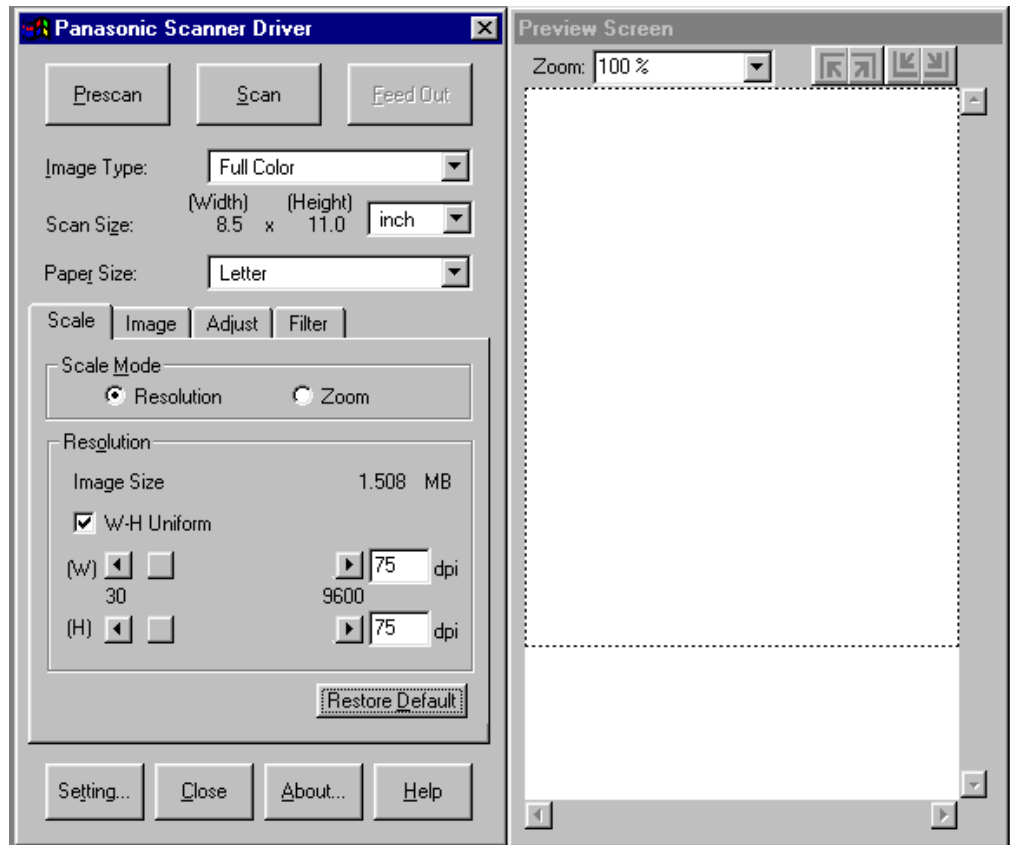 Panasonic Scanner Driver
Prescan Scan Feed Out
Image Type: Full Color
(Width) (Height)
Scan Size: 8.5 x 11.0 inch
Paper Size: Letter
Scale Image Adjust Filter
Scale Mode
Resolution Zoom
Resolution
Image Size 1.508 MB
W-H Uniform
(W) 75 dpi
30 9600
(H) 75 dpi
Restore Default
Setting... Close About... Help
Preview Screen
Zoom: 100 %